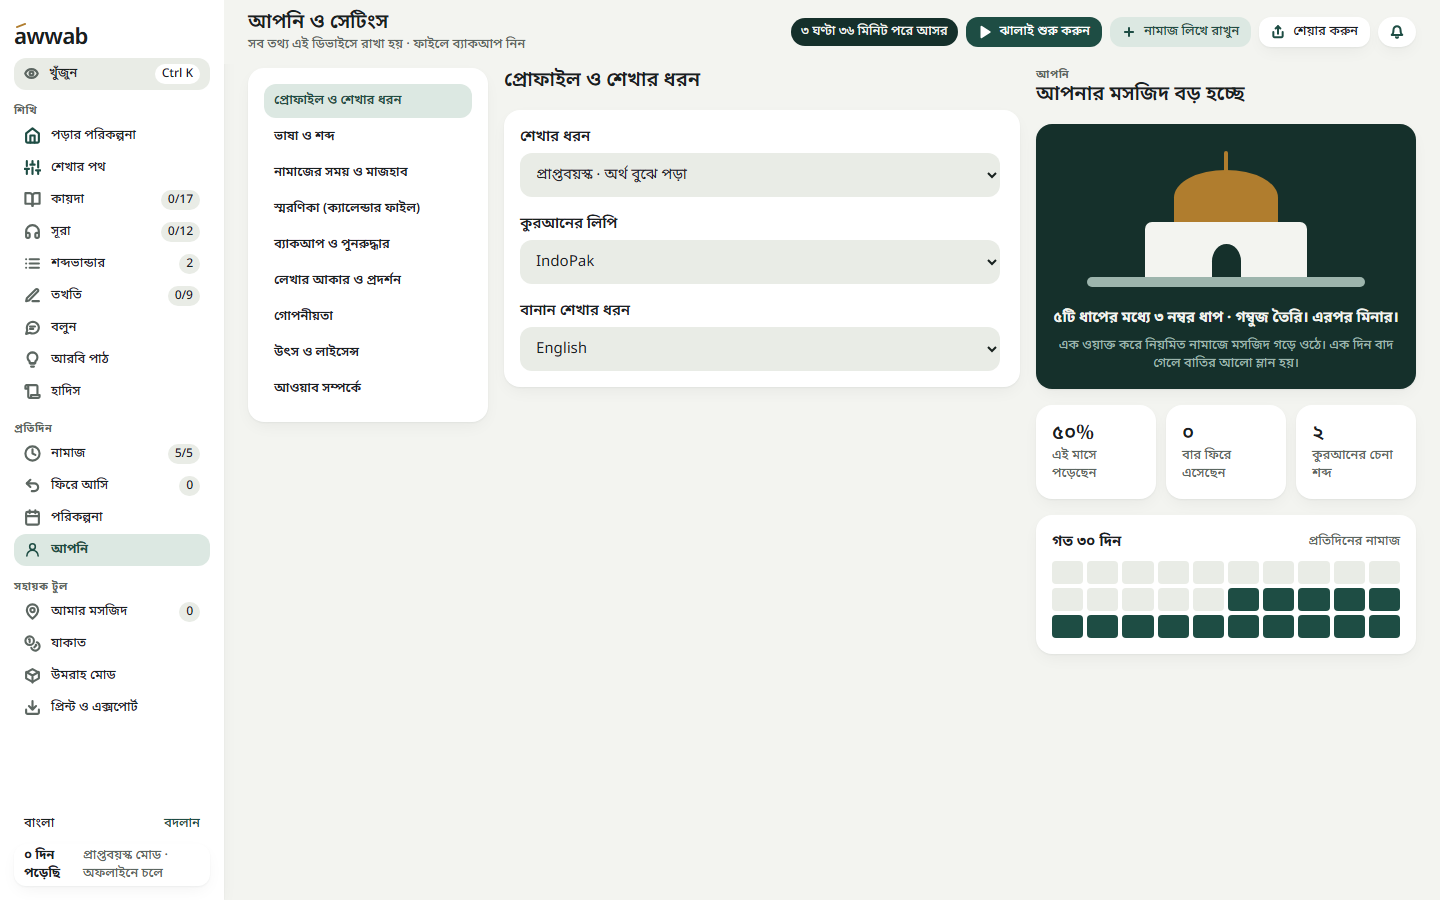 awwab
খুঁজুন Ctrl K
শিখি
পড়ার পরিকল্পনা
শেখার পথ
কায়দা 0/17
সূরা 0/12
শব্দভান্ডার 2
তখতি 0/9
বলুন
আরবি পাঠ
হাদিস
প্রতিদিন
নামাজ 5/5
ফিরে আসি 0
পরিকল্পনা
আপনি
সহায়ক টুল
আমার মসজিদ 0
যাকাত
উমরাহ মোড
প্রিন্ট ও এক্সপোর্ট
বাংলা বদলান
০ দিন পড়েছি
প্রাপ্তবয়স্ক মোড · অফলাইনে চলে
আপনি ও সেটিংস
সব তথ্য এই ডিভাইসে রাখা হয় · ফাইলে ব্যাকআপ নিন
৩ ঘণ্টা ৩৬ মিনিট পরে আসর
ঝালাই শুরু করুন
নামাজ লিখে রাখুন
শেয়ার করুন
প্রোফাইল ও শেখার ধরন
ভাষা ও শব্দ
নামাজের সময় ও মাজহাব
স্মরণিকা (ক্যালেন্ডার ফাইল)
ব্যাকআপ ও পুনরুদ্ধার
লেখার আকার ও প্রদর্শন
গোপনীয়তা
উৎস ও লাইসেন্স
আওয়াব সম্পর্কে
প্রোফাইল ও শেখার ধরন
শেখার ধরন
প্রাপ্তবয়স্ক · অর্থ বুঝে পড়া
কুরআনের লিপি
IndoPak
বানান শেখার ধরন
English
আপনি
আপনার মসজিদ বড় হচ্ছে
৫টি ধাপের মধ্যে ৩ নম্বর ধাপ · গম্বুজ তৈরি। এরপর মিনার।
এক ওয়াক্ত করে নিয়মিত নামাজে মসজিদ গড়ে ওঠে। এক দিন বাদ
গেলে বাতির আলো ম্লান হয়।
৫০%
এই মাসে
পড়েছেন
০
বার ফিরে
এসেছেন
২
কুরআনের চেনা
শব্দ
গত ৩০ দিন প্রতিদিনের নামাজ